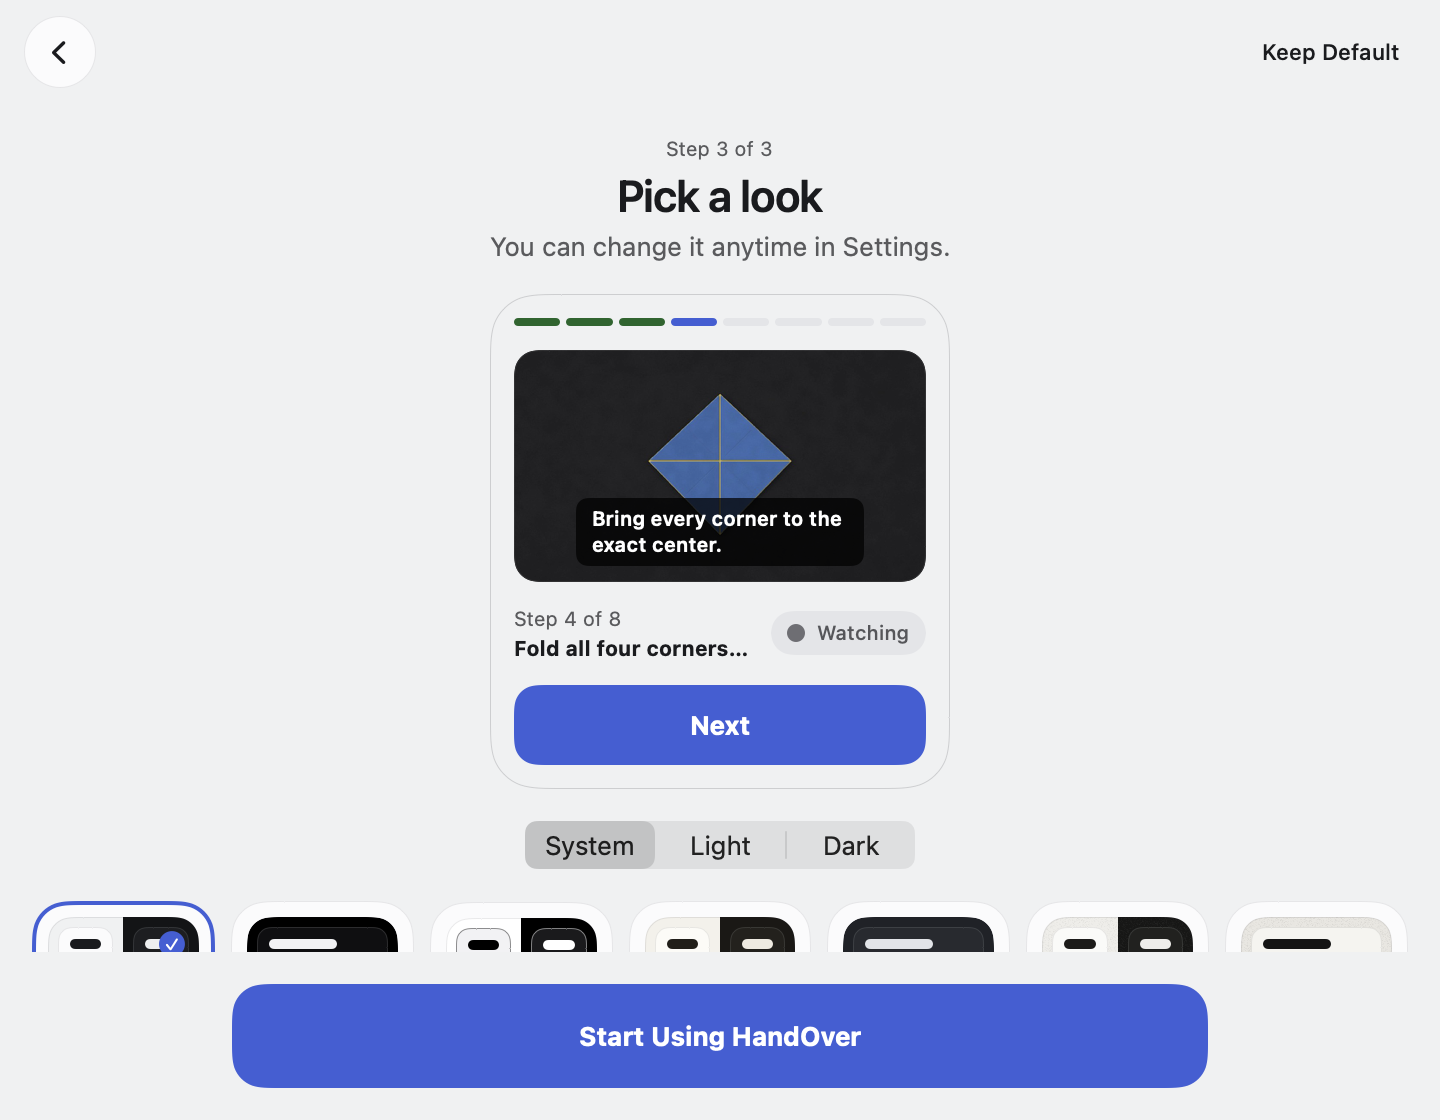 Keep Default
Step 3 of 3
Pick a look
You can change it anytime in Settings.
Bring every corner to the
exact center.
Step 4 of 8
Fold all four corners...
Watching
Next
System
Light
Dark
Start Using HandOver